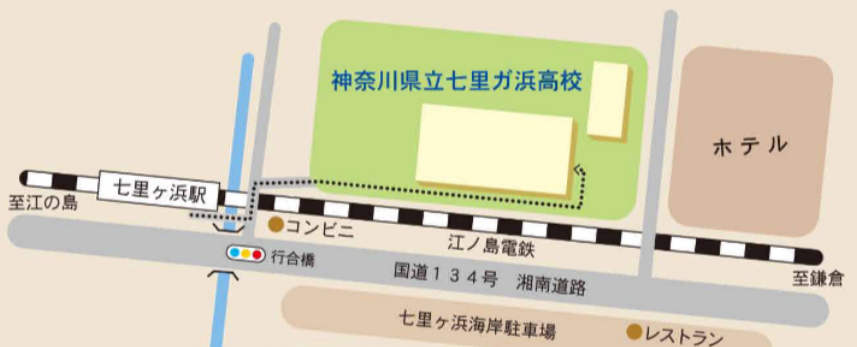 神奈川県立七里ガ浜高校
ホテル
七里ヶ浜駅
至江の島
コンビニ
江ノ島電鉄
行合橋
国道134号 湘南道路
至鎌倉
七里ヶ浜海岸駐車場
レストラン